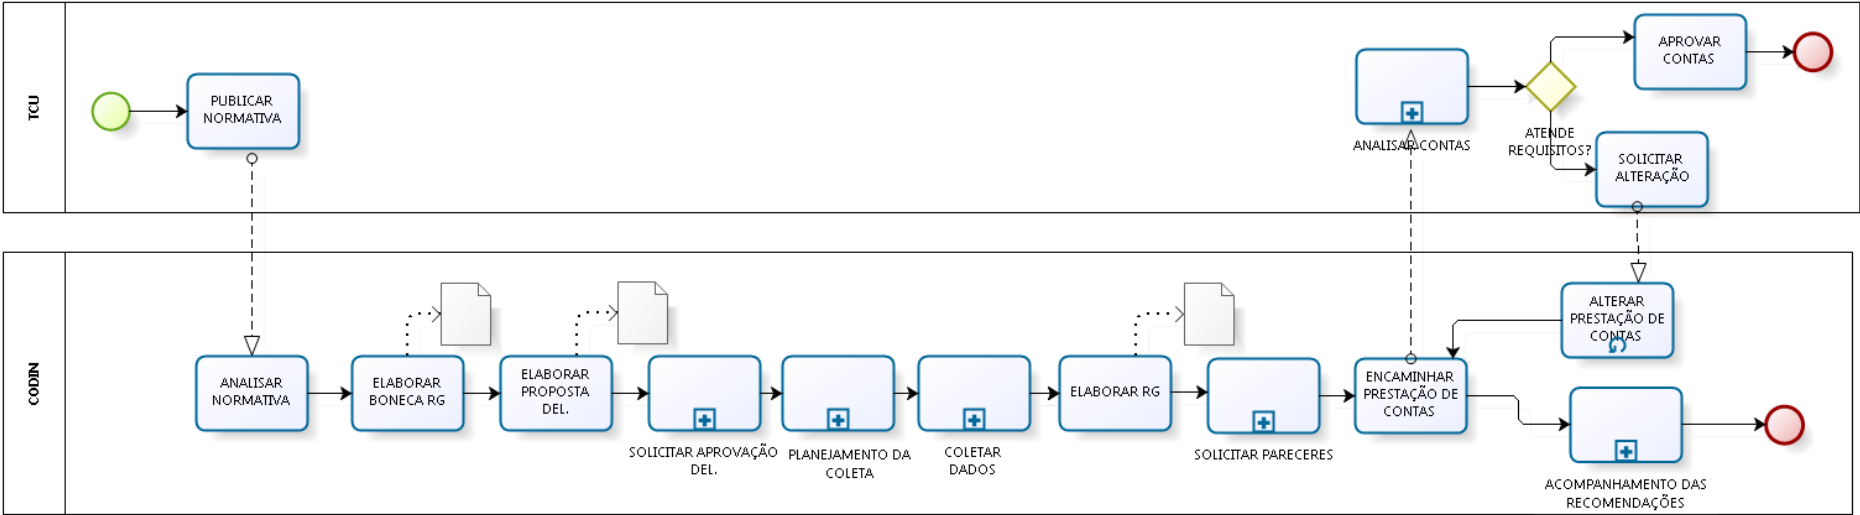 TCU
PUBLICAR
NORMATIVA
ANALISAR CONTAS
ATENDE
REQUISITOS?
APROVAR
CONTAS
SOLICITAR
ALTERAÇÃO
CODIN
ANALISAR
NORMATIVA
ELABORAR
BONECA RG
ELABORAR
PROPOSTA
DEL.
SOLICITAR APROVAÇÃO
DEL.
PLANEJAMENTO DA
COLETA
COLETAR
DADOS
ELABORAR RG
SOLICITAR PARECERES
ENCAMINHAR
PRESTAÇÃO DE
CONTAS
ALTERAR
PRESTAÇÃO DE
CONTAS
ACOMPANHAMENTO DAS
RECOMENDAÇÕES